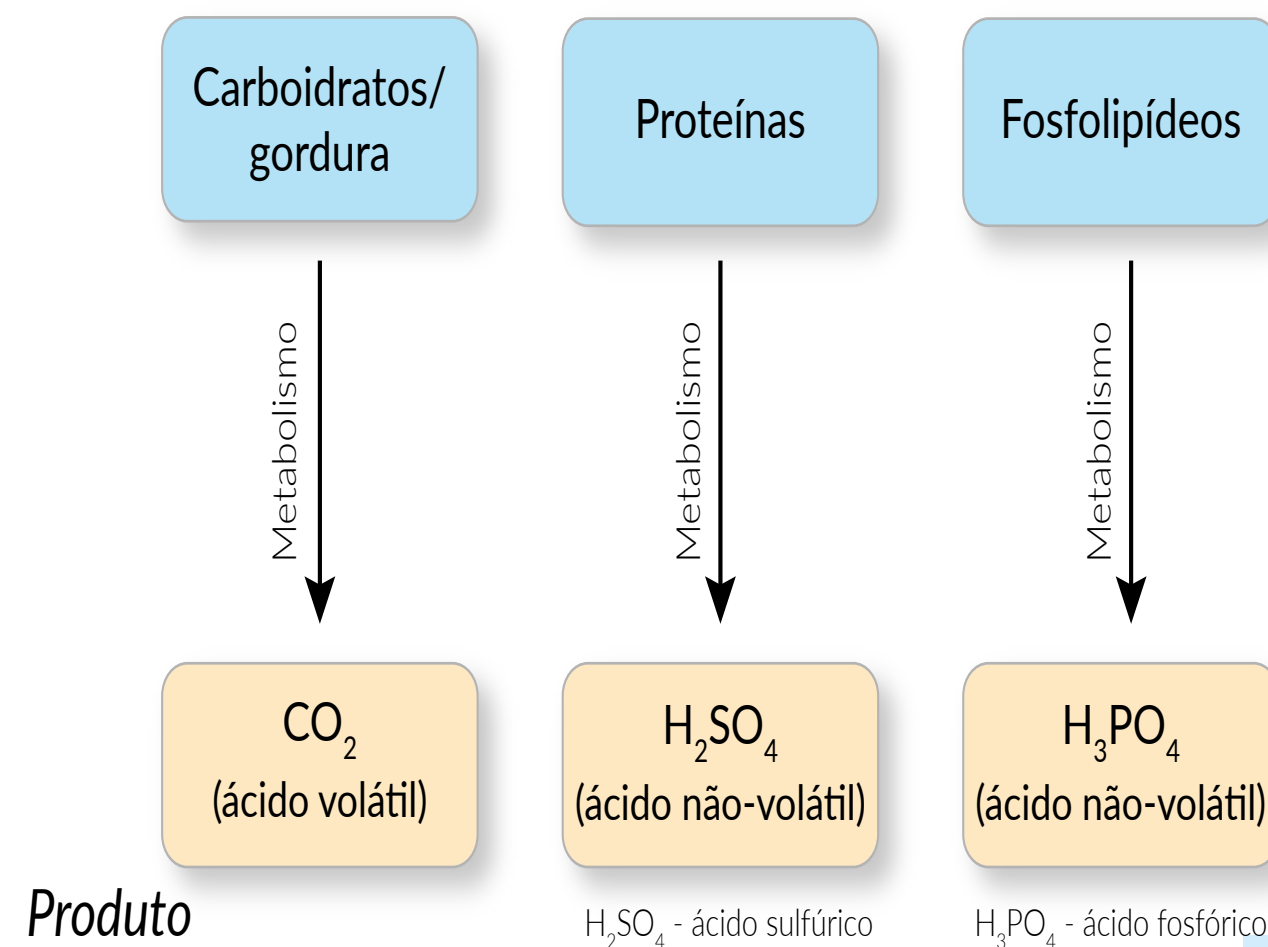 Carboidratos/
gordura
Proteínas
Fosfolipídeos
Metabolismo
Metabolismo
Metabolismo
CO₂
(ácido volátil)
H₂SO₄
(ácido não-volátil)
H₃PO₄
(ácido não-volátil)
Produto
H₂SO₄ - ácido sulfúrico
H₃PO₄ - ácido fosfórico